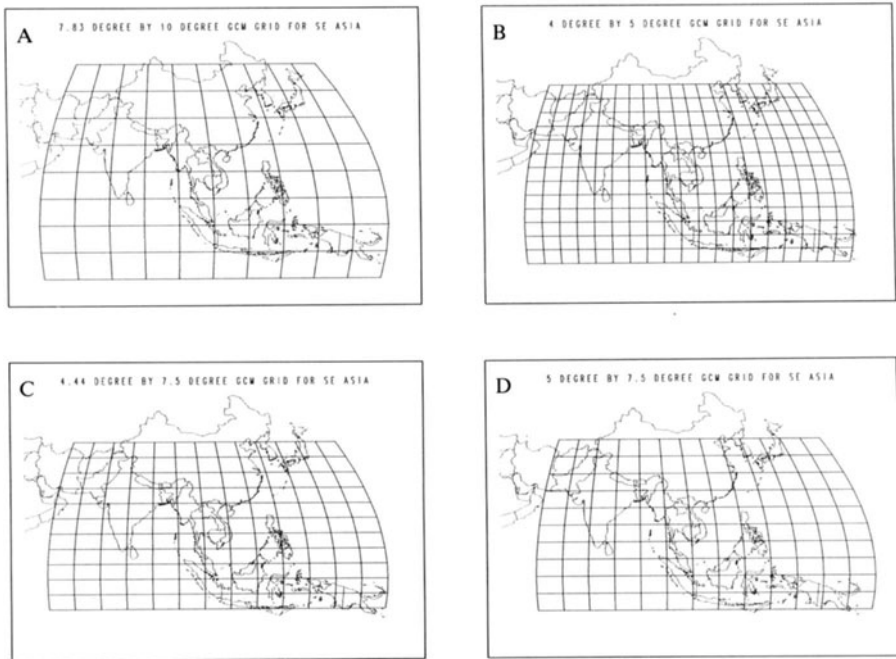 A
7.83 DEGREE BY 10 DEGREE GCM GRID FOR SE ASIA
B
4 DEGREE BY 5 DEGREE GCM GRID FOR SE ASIA
C
4.44 DEGREE BY 7.5 DEGREE GCM GRID FOR SE ASIA
D
5 DEGREE BY 7.5 DEGREE GCM GRID FOR SE ASIA